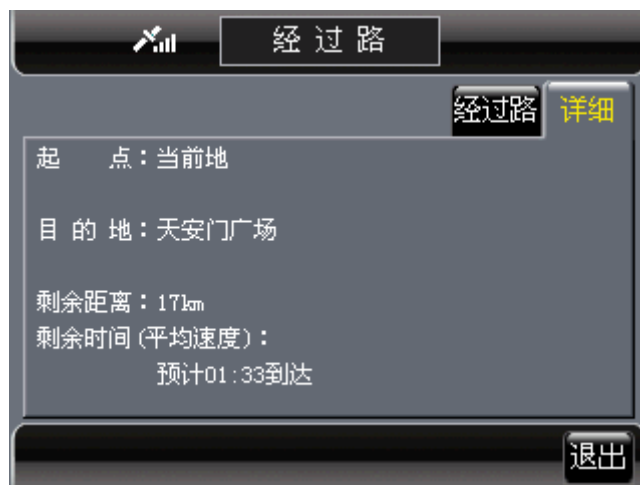 经过路
经过路 详细
起 点：当前地
目的地：天安门广场
剩余距离：17km
剩余时间(平均速度)：
预计01:33到达
退出